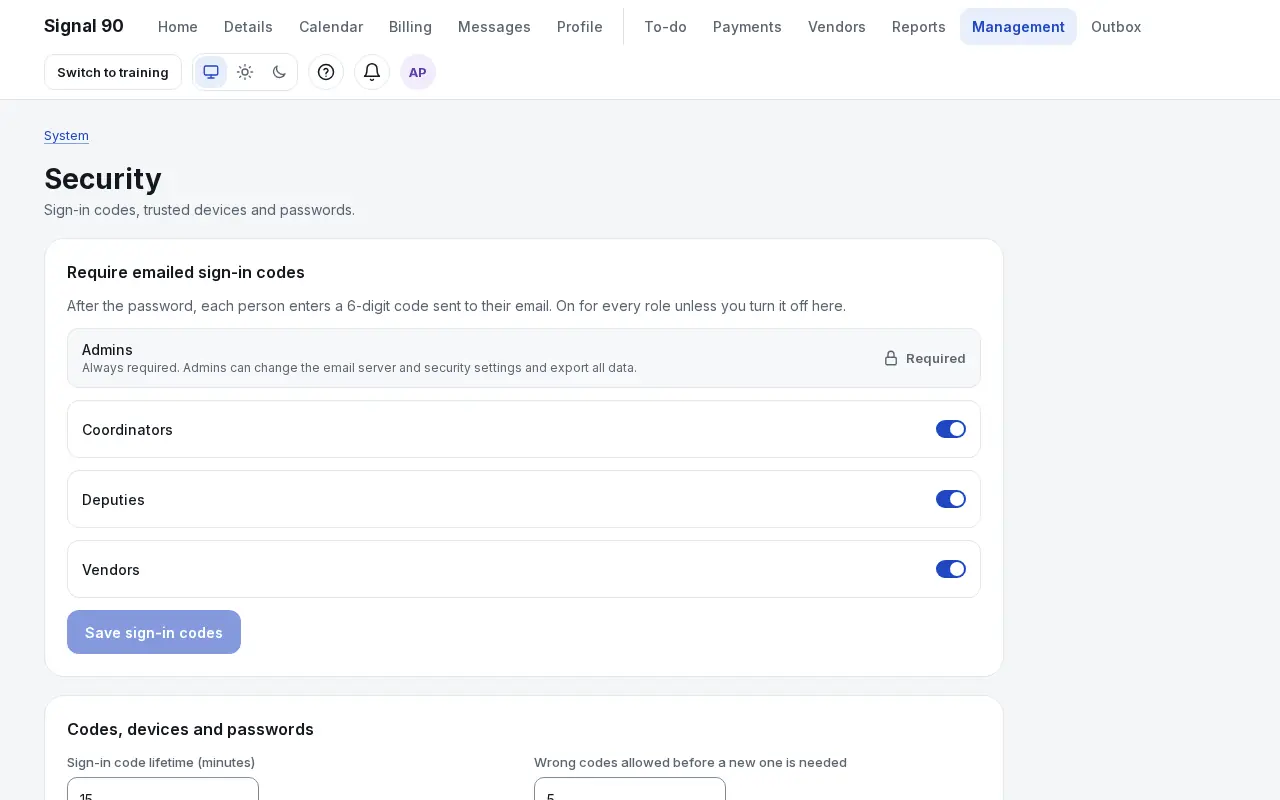 Signal 90
Home
Details
Calendar
Billing
Messages
Profile
To-do
Payments
Vendors
Reports
Management
Outbox
Switch to training
AP
System
Security
Sign-in codes, trusted devices and passwords.
Require emailed sign-in codes
After the password, each person enters a 6-digit code sent to their email. On for every role unless you turn it off here.
Admins
Always required. Admins can change the email server and security settings and export all data.
Required
Coordinators
Deputies
Vendors
Save sign-in codes
Codes, devices and passwords
Sign-in code lifetime (minutes)
Wrong codes allowed before a new one is needed
15
5